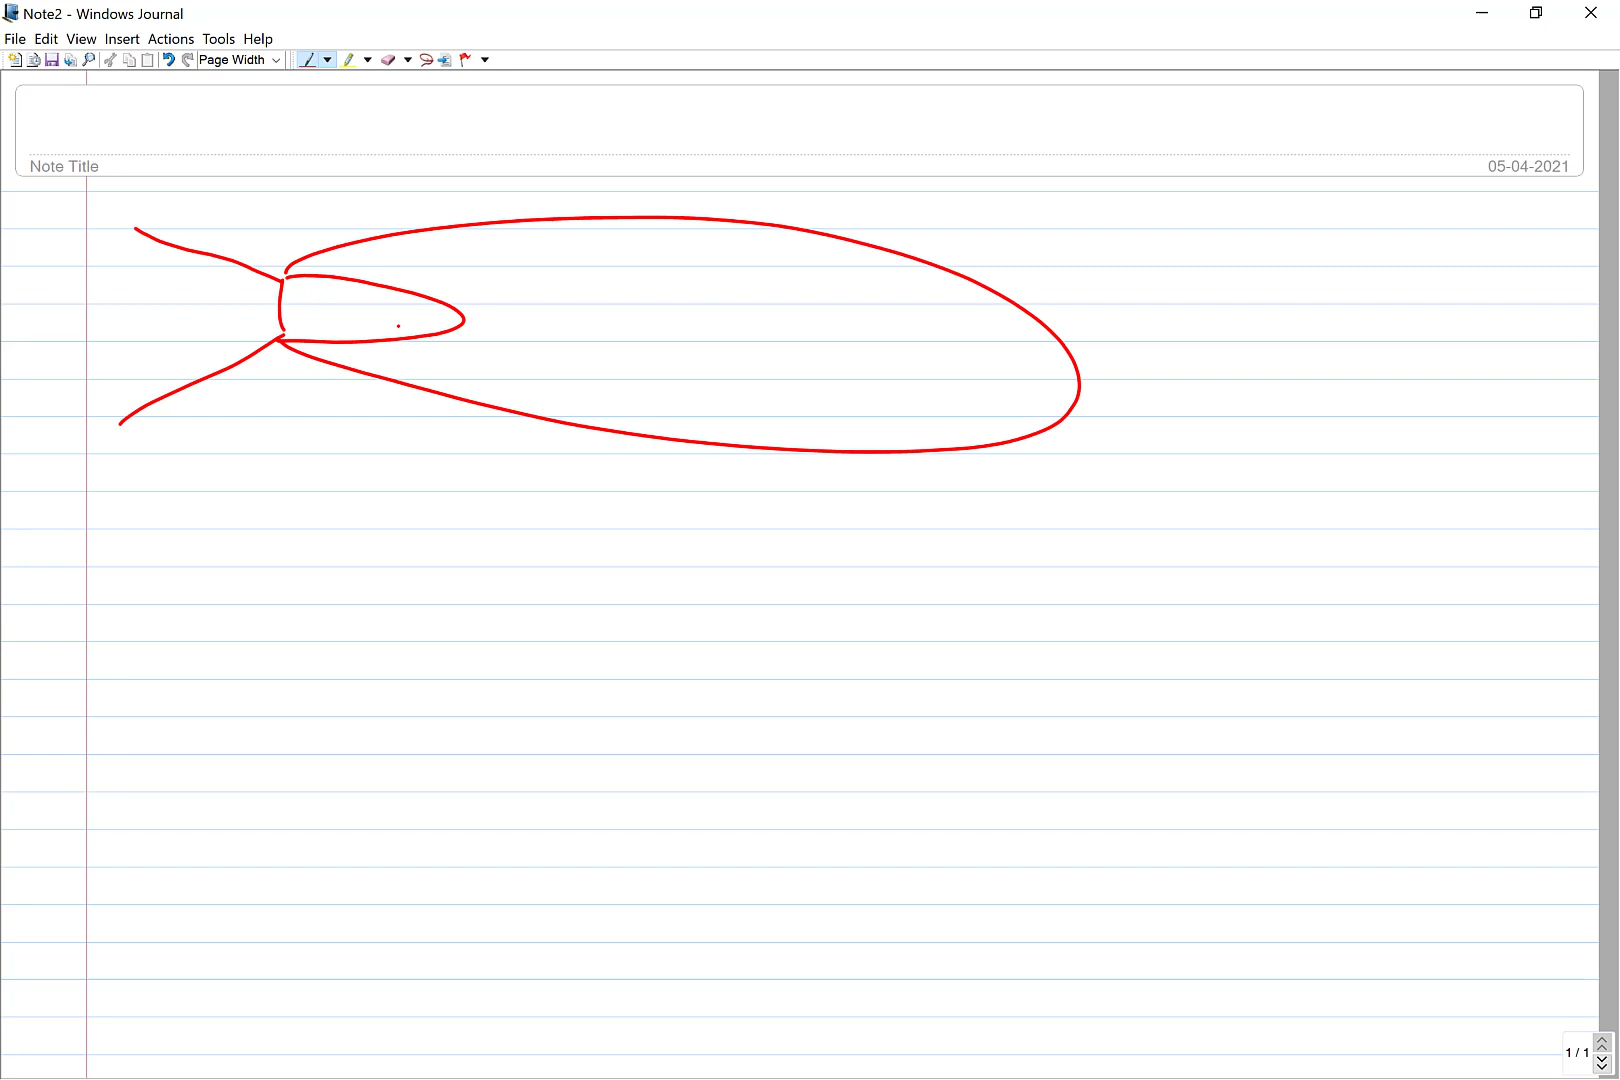 Note2 - Windows Journal
File Edit View Insert Actions Tools Help
Page Width
Note Title
05-04-2021
1 / 1